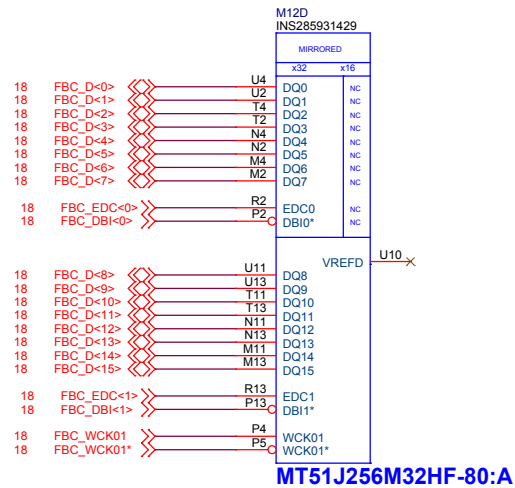 M12D
INS285931429
MIRRORED
x32 x16
18 FBC_D<0> U4 DQ0 NC
18 FBC_D<1> U2 DQ1 NC
18 FBC_D<2> T4 DQ2 NC
18 FBC_D<3> T2 DQ3 NC
18 FBC_D<4> N4 DQ4 NC
18 FBC_D<5> N2 DQ5 NC
18 FBC_D<6> M4 DQ6 NC
18 FBC_D<7> M2 DQ7 NC
18 FBC_EDC<0> R2 EDC0 NC
18 FBC_DBI<0> P2 DBI0* NC
VREFD U10
18 FBC_D<8> U11 DQ8
18 FBC_D<9> U13 DQ9
18 FBC_D<10> T11 DQ10
18 FBC_D<11> T13 DQ11
18 FBC_D<12> N11 DQ12
18 FBC_D<13> N13 DQ13
18 FBC_D<14> M11 DQ14
18 FBC_D<15> M13 DQ15
18 FBC_EDC<1> R13 EDC1
18 FBC_DBI<1> P13 DBI1*
18 FBC_WCK01 P4 WCK01
18 FBC_WCK01* P5 WCK01*
MT51J256M32HF-80:A